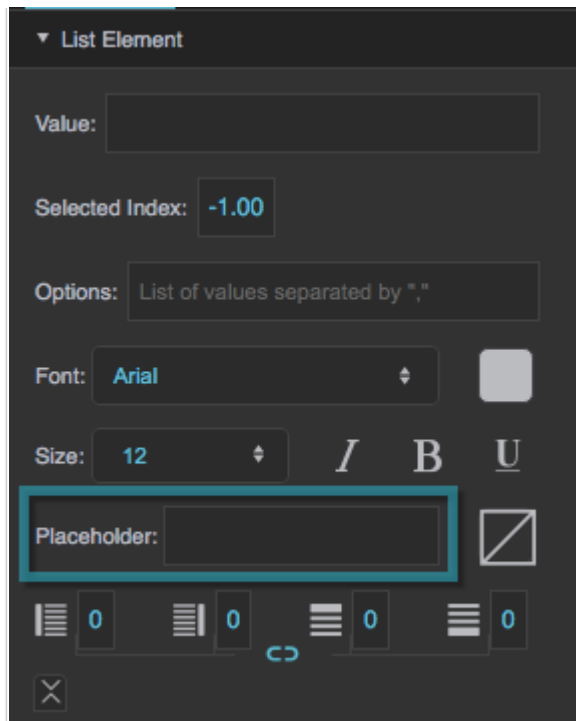 List Element
Value:
Selected Index: -1.00
Options: List of values separated by ","
Font: Arial
Size: 12 I B U
Placeholder:
0 0 0 0